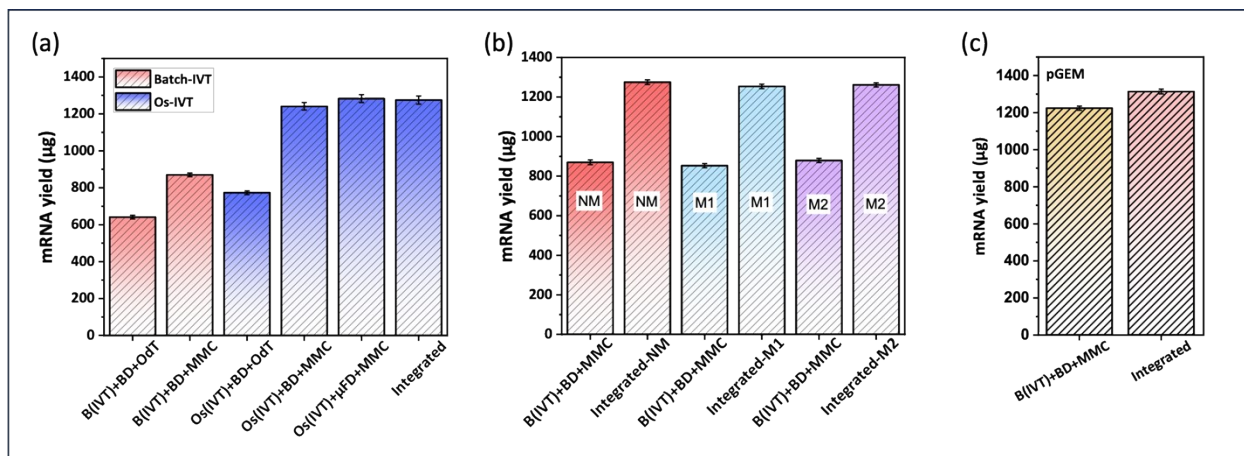 (a)
mRNA yield (µg)
1400
1200
1000
800
600
400
200
0
Batch-IVT
Os-IVT
B(IVT)+BD+OdT
B(IVT)+BD+MMC
Os(IVT)+BD+OdT
Os(IVT)+BD+MMC
Os(IVT)+µFD+MMC
Integrated
(b)
mRNA yield (µg)
1400
1200
1000
800
600
400
200
0
NM
NM
M1
M1
M2
M2
B(IVT)+BD+MMC
Integrated-NM
B(IVT)+BD+MMC
Integrated-M1
B(IVT)+BD+MMC
Integrated-M2
(c)
mRNA yield (µg)
1400
1200
1000
800
600
400
200
0
pGEM
B(IVT)+BD+MMC
Integrated